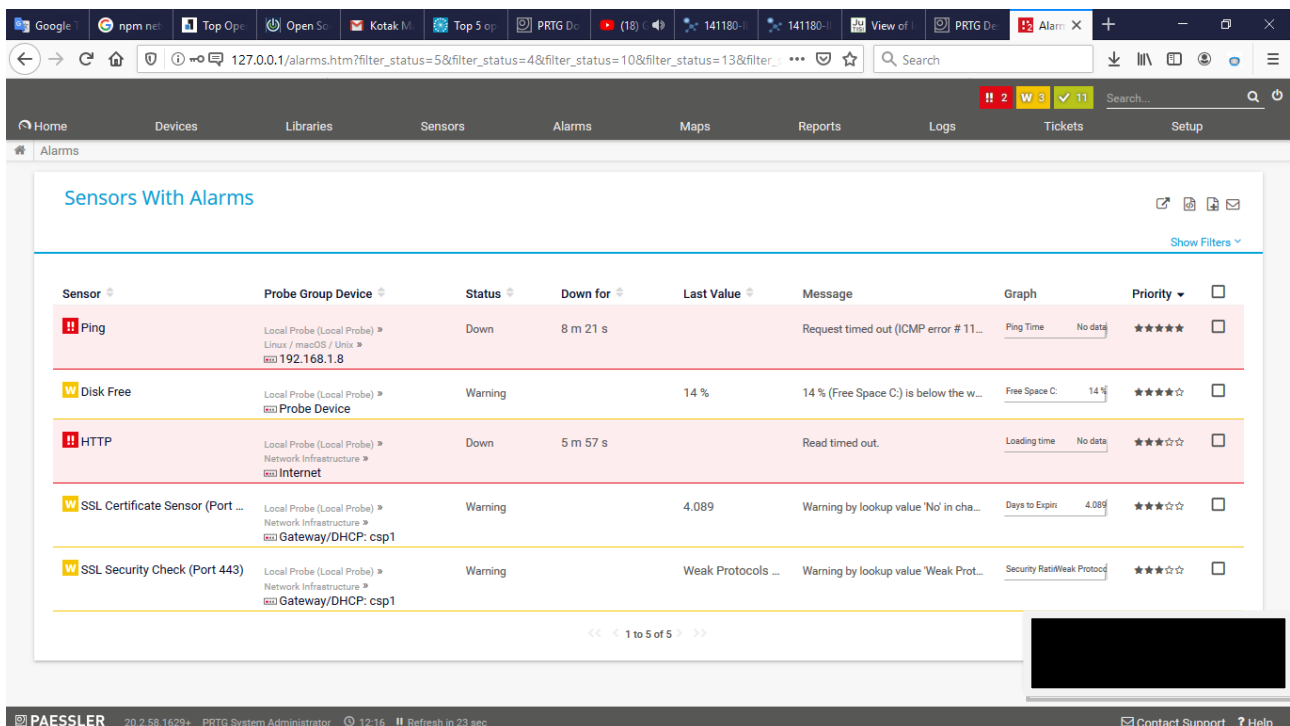 Google T npm net Top Ope Open So Kotak M Top 5 op PRTG Do (18) 141180-I 141180-I View of I PRTG De Alarm
127.0.0.1/alarms.htm?filter_status=5&filter_status=4&filter_status=10&filter_status=13&filter_s Search
!! 2 W 3 11 Search...
Home Devices Libraries Sensors Alarms Maps Reports Logs Tickets Setup
Alarms
Sensors With Alarms
Show Filters
Sensor Probe Group Device Status Down for Last Value Message Graph Priority
!! Ping Local Probe (Local Probe) » Down 8 m 21 s Request timed out (ICMP error # 11... Ping Time No data
Linux / macOS / Unix »
192.168.1.8
W Disk Free Local Probe (Local Probe) » Warning 14 % 14 % (Free Space C:) is below the w... Free Space C: 14 %
Probe Device
!! HTTP Local Probe (Local Probe) » Down 5 m 57 s Read timed out. Loading time No data
Network Infrastructure »
Internet
W SSL Certificate Sensor (Port ... Local Probe (Local Probe) » Warning 4.089 Warning by lookup value 'No' in cha... Days to Expira 4.089
Network Infrastructure »
Gateway/DHCP: csp1
W SSL Security Check (Port 443) Local Probe (Local Probe) » Warning Weak Protocols ... Warning by lookup value 'Weak Prot... Security Ratin Weak Protoco
Network Infrastructure »
Gateway/DHCP: csp1
<< < 1 to 5 of 5 > >>
PAESSLER 20.2.58.1629+ PRTG System Administrator 12:16 Refresh in 23 sec Contact Support ? Help